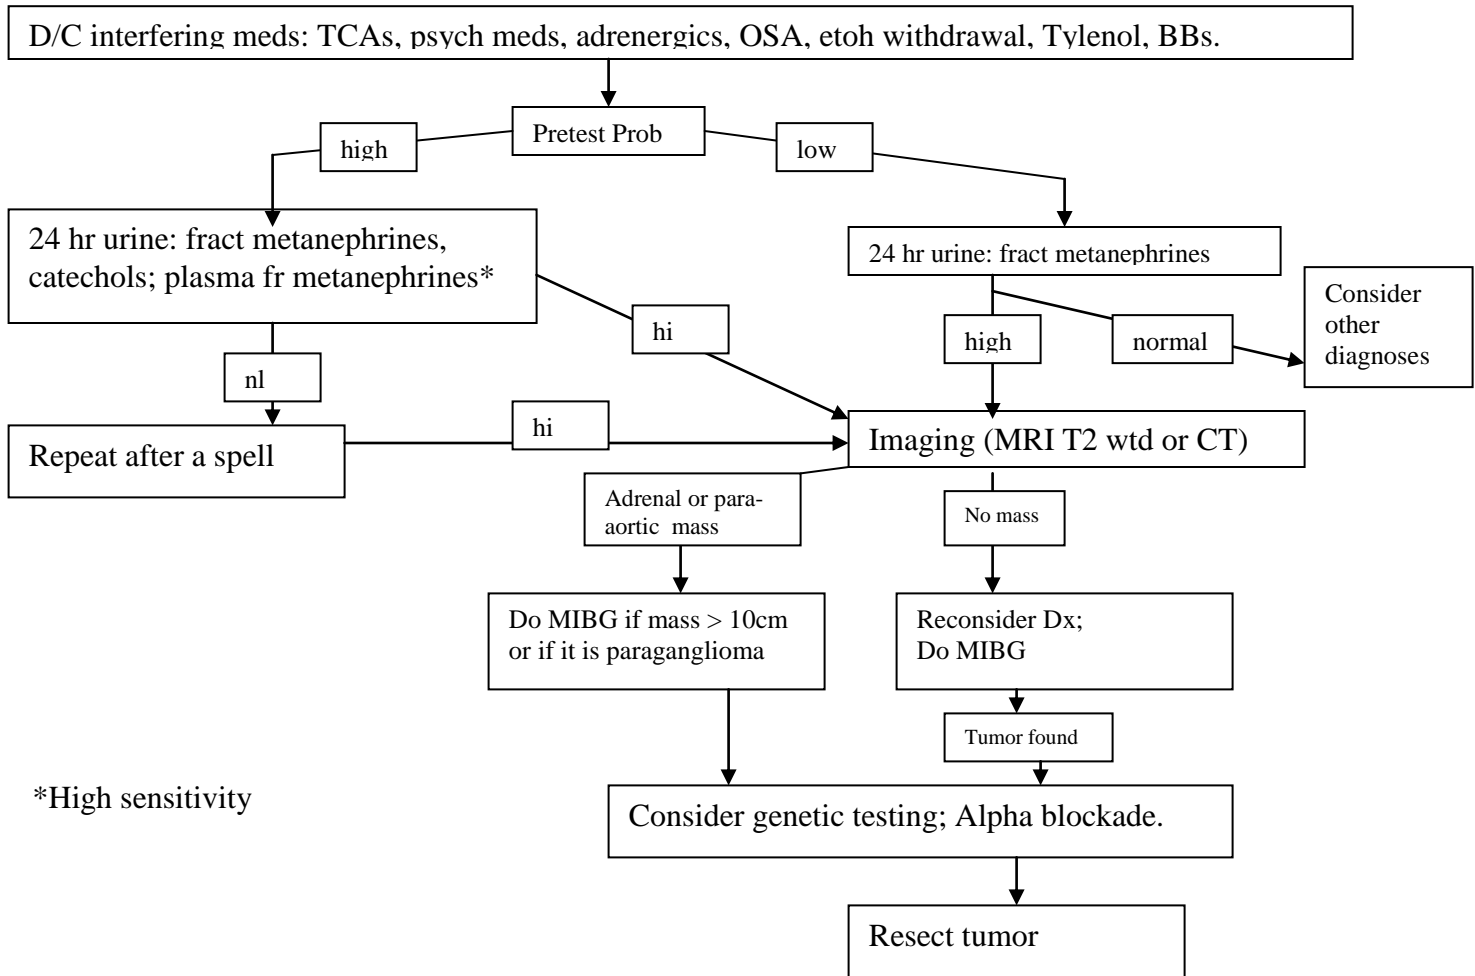 D/C interfering meds: TCAs, psych meds, adrenergics, OSA, etoh withdrawal, Tylenol, BBs.
Pretest Prob
high
low
24 hr urine: fract metanephrines,
catechols; plasma fr metanephrines*
24 hr urine: fract metanephrines
Consider
other
diagnoses
hi
high
normal
nl
Repeat after a spell
hi
Imaging (MRI T2 wtd or CT)
Adrenal or para-
aortic mass
No mass
Do MIBG if mass > 10cm
or if it is paraganglioma
Reconsider Dx;
Do MIBG
Tumor found
*High sensitivity
Consider genetic testing; Alpha blockade.
Resect tumor